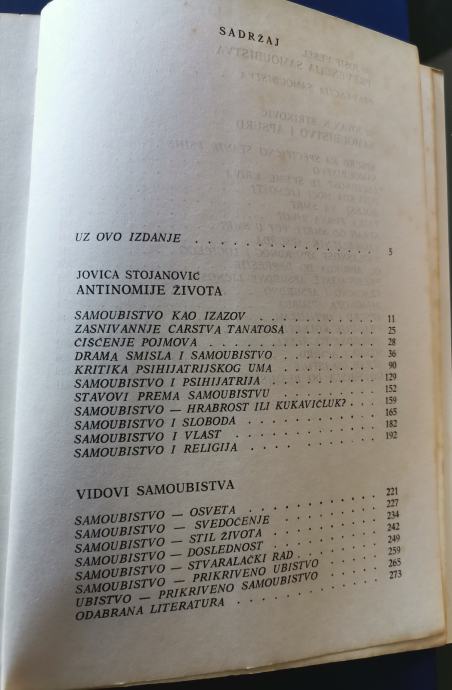 SADRŽAJ
UZ OVO IZDANJE . . . . . . . . . . . . 5
JOVICA STOJANOVIĆ
ANTINOMIJE ŽIVOTA
SAMOUBISTVO KAO IZAZOV . . . . . . . . 11
ZASNIVANNJE CARSTVA TANATOSA . . . . . . 25
ČIŠĆENJE POJMOVA . . . . . . . . . . 28
DRAMA SMISLA I SAMOUBISTVO . . . . . . . 36
KRITIKA PSIHIJATRIJSKOG UMA . . . . . . . 90
SAMOUBISTVO I PSIHIJATRIJA . . . . . . . 129
STAVOVI PREMA SAMOUBISTVU . . . . . . . 152
SAMOUBISTVO — HRABROST ILI KUKAVIČLUK? . . . 159
SAMOUBISTVO I SLOBODA . . . . . . . . 165
SAMOUBISTVO I VLAST . . . . . . . . . 182
SAMOUBISTVO I RELIGIJA . . . . . . . . 192
VIDOVI SAMOUBISTVA
SAMOUBISTVO — OSVETA . . . . . . . . 221
SAMOUBISTVO — SVEDOČENJE . . . . . . . 227
SAMOUBISTVO — STIL ŽIVOTA . . . . . . . 234
SAMOUBISTVO — DOSLEDNOST . . . . . . . 242
SAMOUBISTVO — STVARALAČKI RAD . . . . . . 249
SAMOUBISTVO — PRIKRIVENO UBISTVO . . . . . 259
UBISTVO — PRIKRIVENO SAMOUBISTVO . . . . . 265
ODABRANA LITERATURA . . . . . . . . . 273